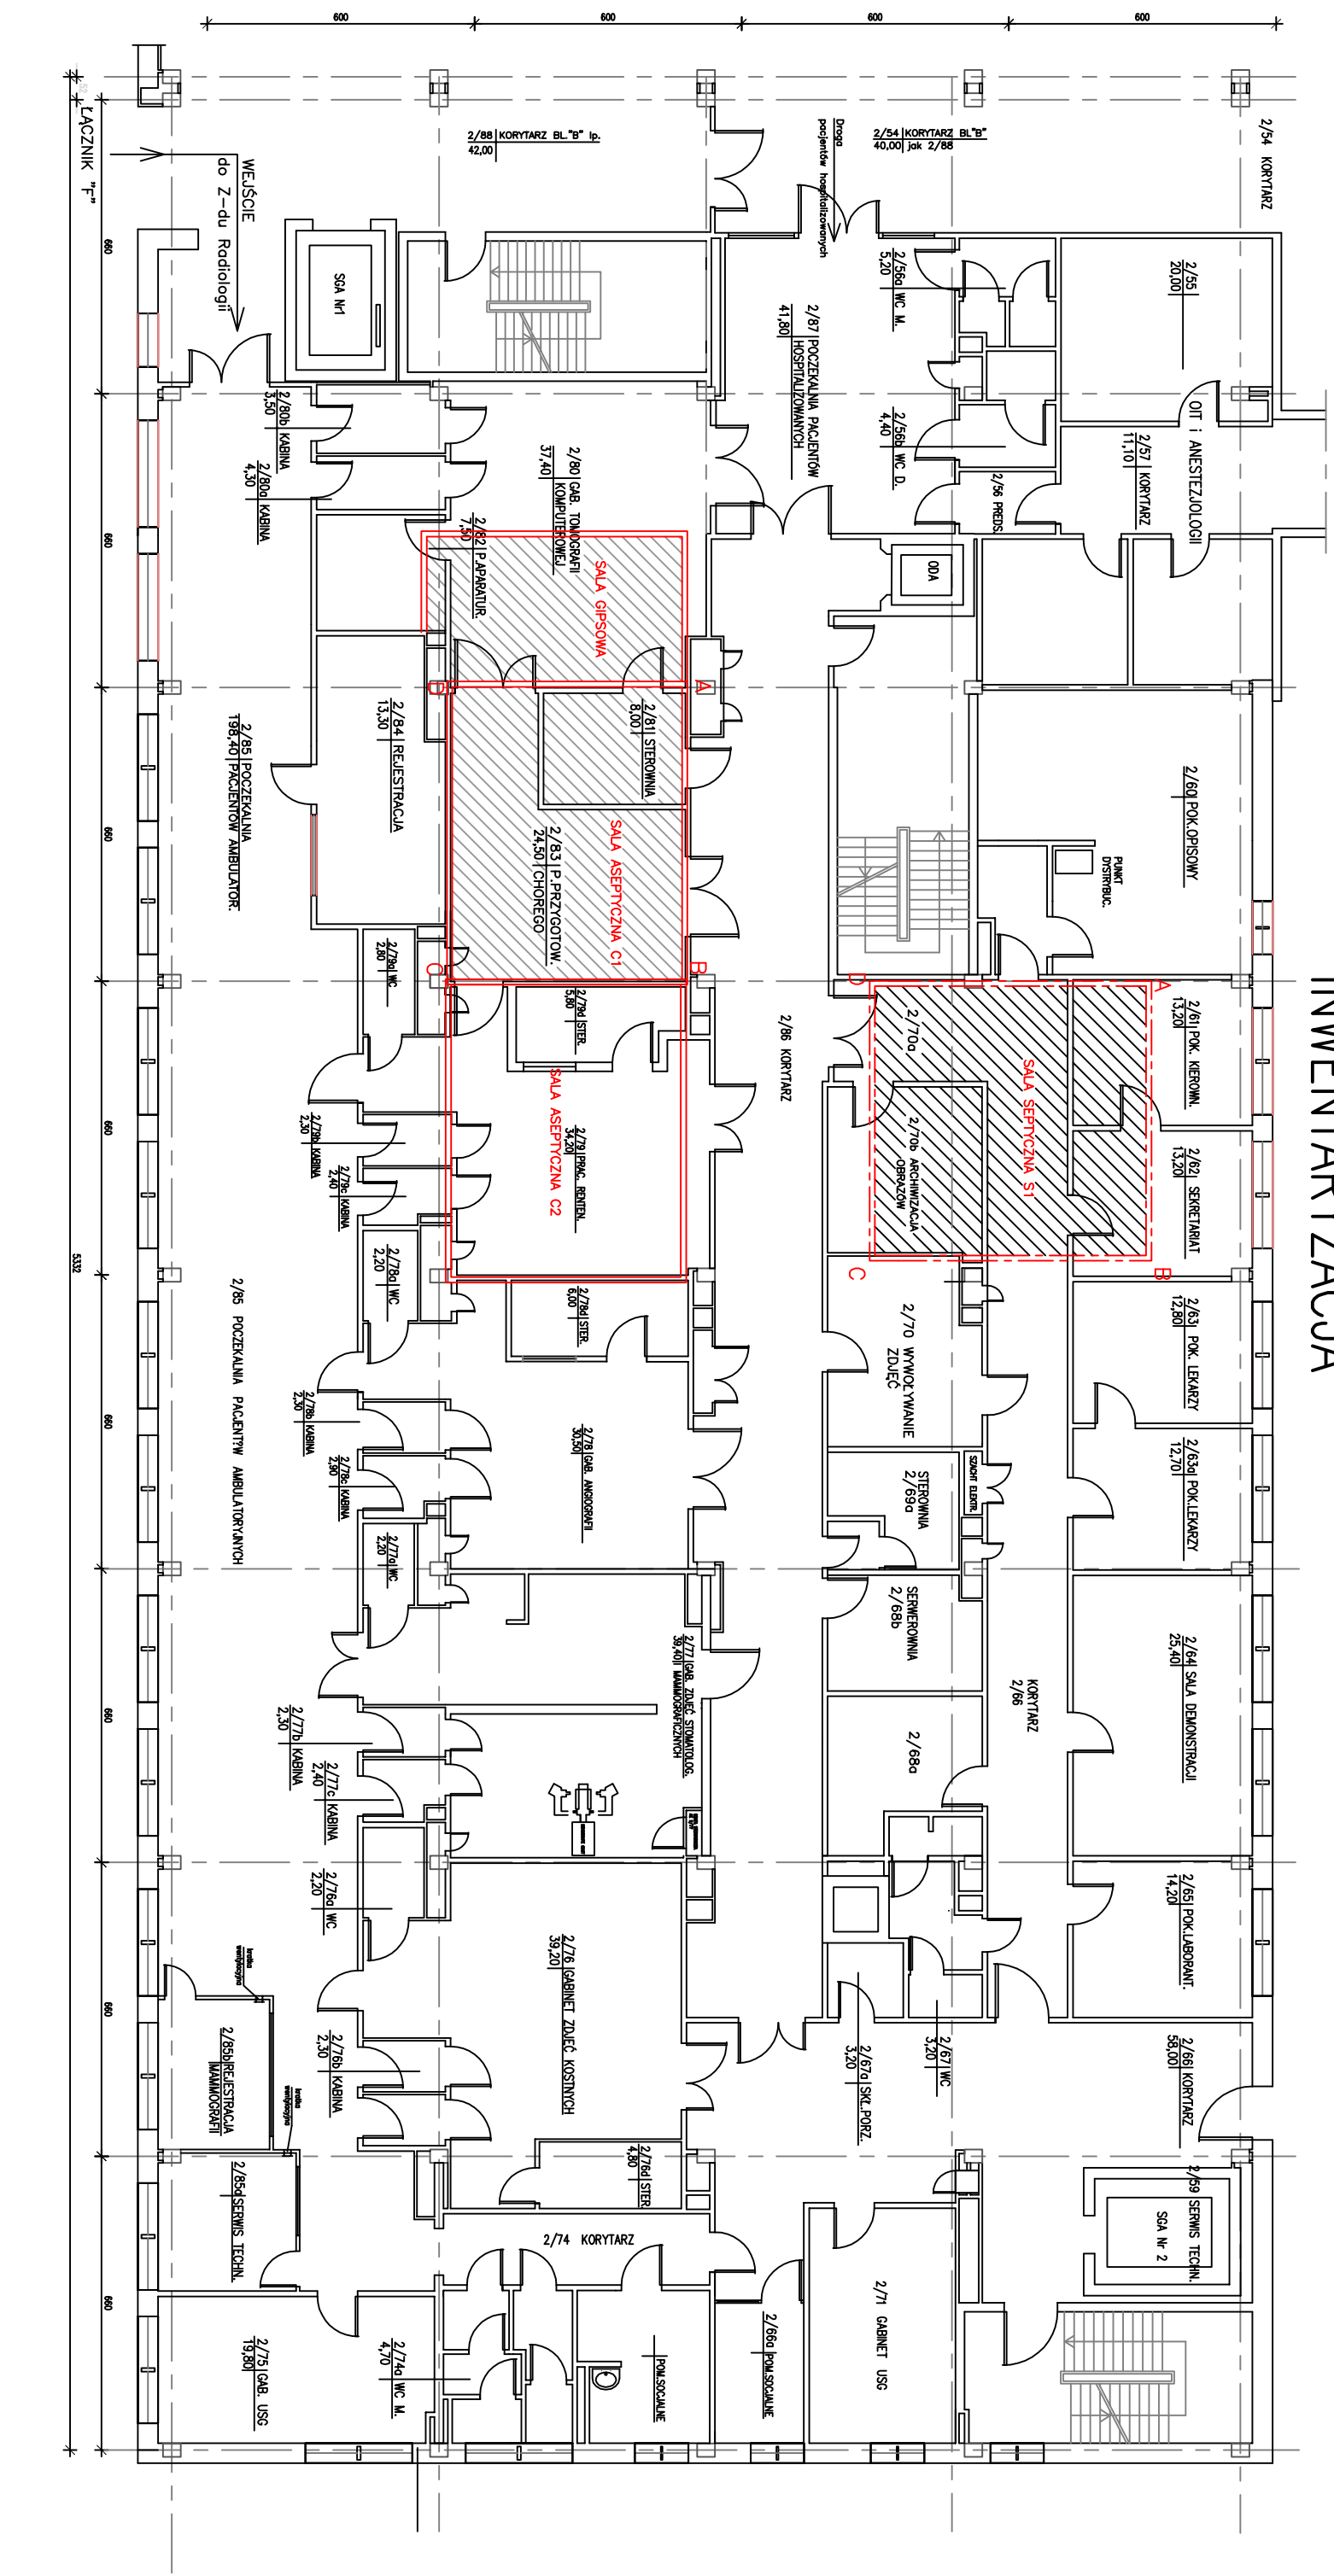 INWENTARYZACJA
600
600
600
600
2/54 KORYTARZ
2/54 KORYTARZ BL"B"
40,00 jak 2/88
Droga
pacjentów hospitalizowanych
2/88 KORYTARZ BL."B" Ip.
42,00
ŁĄCZNIK "F"
WEJŚCIE
do Z-du Radiologii
SGA Nr1
2/55
20,00
OIT i ANESTEZJOLOGII
2/57 KORYTARZ
11,10
2/56a WC M.
5,20
2/56b WC D.
4,40
2/56 PREDS.
2/87 POCZEKALNIA PACJENTÓW
41,80 HOSPITALIZOWANYCH
ODA
2/80 GAB. TOMOGRAFII
37,40 KOMPUTEROWEJ
2/80b KABINA
3,50
2/80a KABINA
4,30
2/82 P.APARATUR.
7,50
SALA GIPSOWA
A
D
2/81 STEROWNIA
8,00
SALA ASEPTYCZNA C1
2/83 P.PRZYGOTOW.
24,50 CHOREGO
B
C
2/84 REJESTRACJA
13,30
2/85 POCZEKALNIA
198,40 PACJENTÓW AMBULATOR.
2/60 POK.OPISOWY
PUNKT
DYSTRYBUC.
A
D
2/61 POK. KIEROWN.
13,20
2/62 SEKRETARIAT
13,20
SALA SEPTYCZNA S1
2/70a
2/70b ARCHIWIZACJA
OBRAZÓW
B
C
2/86 KORYTARZ
2/79d STER.
5,80
SALA ASEPTYCZNA C2
2/79 PRAC. RENTEN.
34,20
2/79a WC
2,80
2/79b KABINA
2,30
2/79c KABINA
2,40
2/78a WC
2,20
2/63 POK. LEKARZY
12,80
2/63a POK.LEKARZY
12,70
2/70 WYWOŁYWANIE
ZDJĘĆ
STEROWNIA
2/69a
SZACHT ELEKTR.
2/78d STER.
6,00
2/78 GAB. ANGIOGRAFII
30,50
2/78b KABINA
2,30
2/78c KABINA
2,90
2/77a WC
2,20
2/85 POCZEKALNIA PACJENT?W AMBULATORYJNYCH
SERWEROWNIA
2/68b
2/64 SALA DEMONSTRACJI
25,40
KORYTARZ
2/66
2/68a
2/77 GAB. ZDJĘĆ STOMATOLOG.
39,40 I MAMMOGRAFICZNYCH
2/77b KABINA
2,30
2/77c KABINA
2,40
2/76a WC
2,20
2/65 POK.LABORANT.
14,20
2/76 GABINET ZDJĘĆ KOSTNYCH
39,20
2/76b KABINA
2,30
kratka
wentylacyjna
kratka
wentylacyjna
2/85b REJESTRACJA
MAMMOGRAFII
2/67 WC
3,20
2/67a SKŁ.PORZ.
3,20
2/66 KORYTARZ
58,00
2/76d STER.
4,80
2/85a SERWIS TECHN.
2/59 SERWIS TECHN.
SGA Nr 2
2/74 KORYTARZ
2/71 GABINET USG
2/66a POM.SOCJALNE
POM.SOCJALNE
2/74a WC M.
4,70
2/75 GAB. USG
19,80
660
660
660
660
660
660
660
660
5332